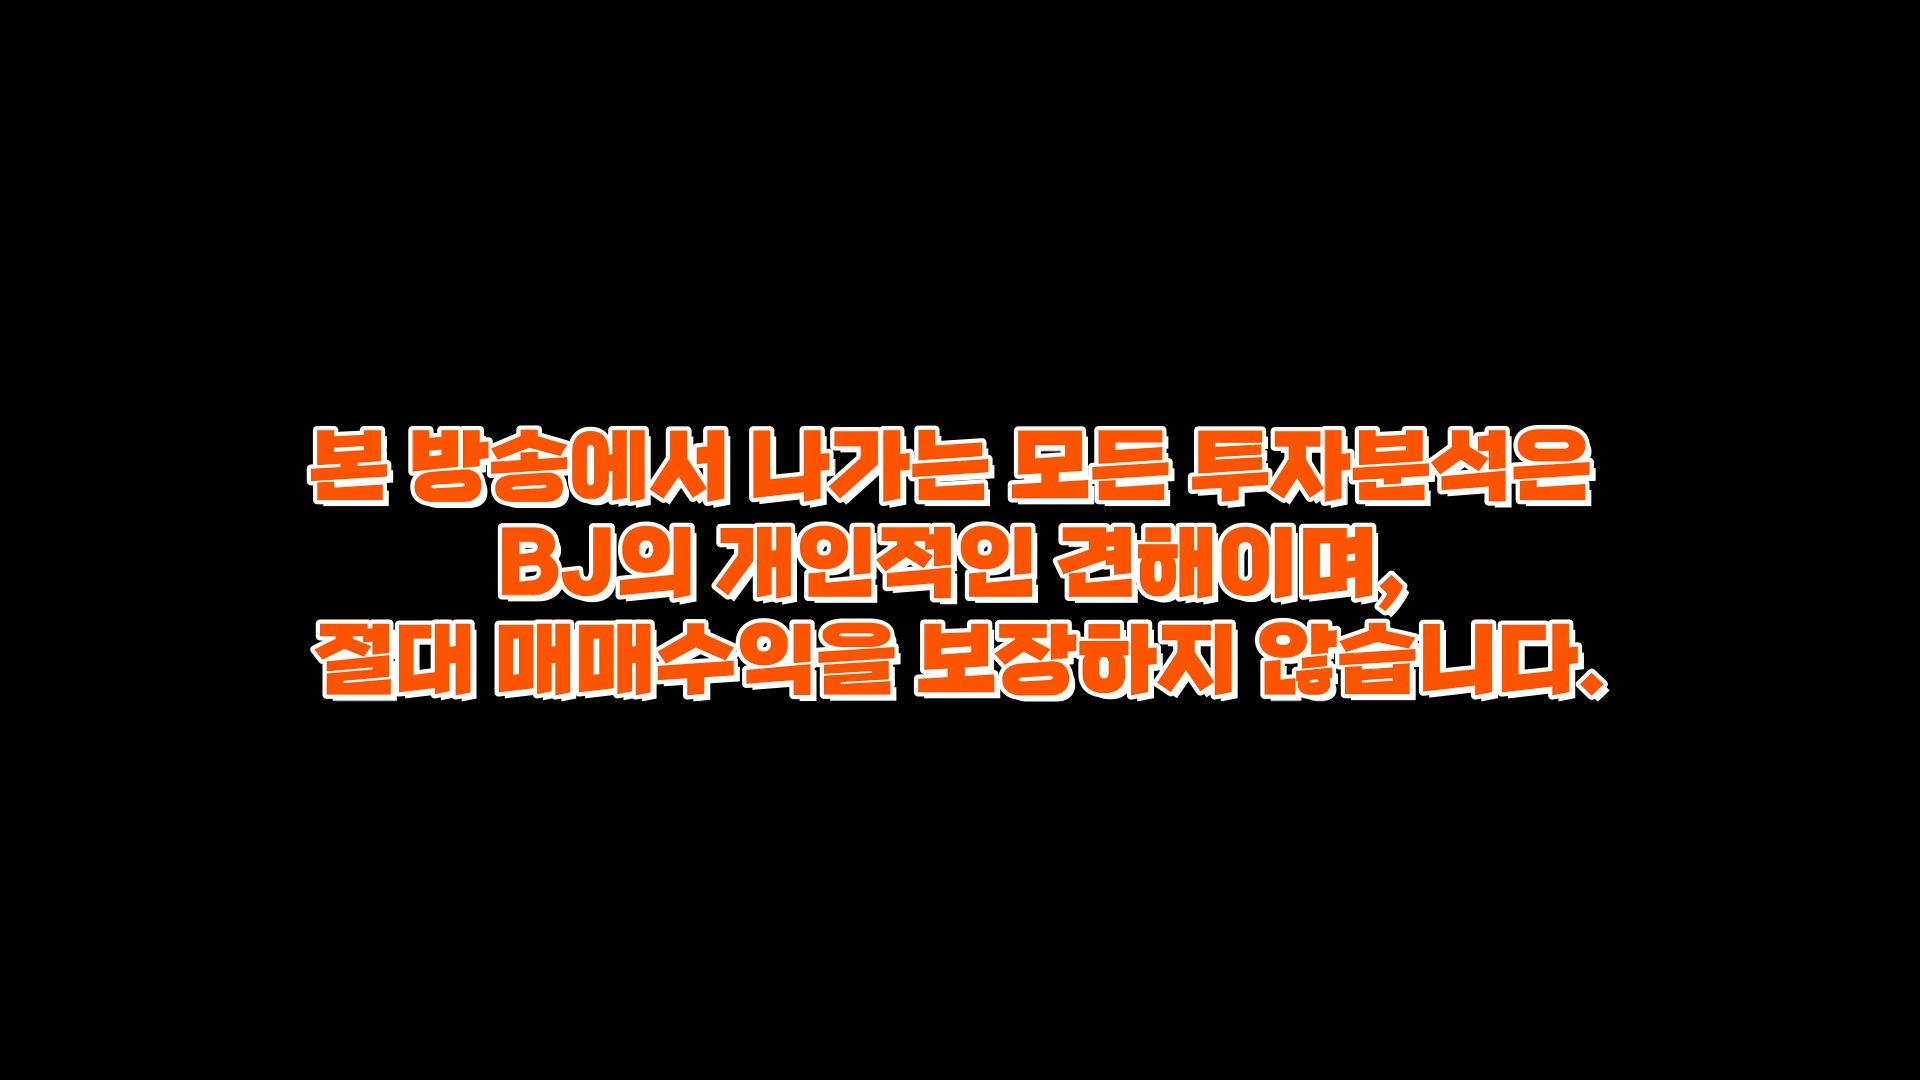 본 방송에서 나가는 모든 투자분석은
BJ의 개인적인 견해이며,
절대 매매수익을 보장하지 않습니다.